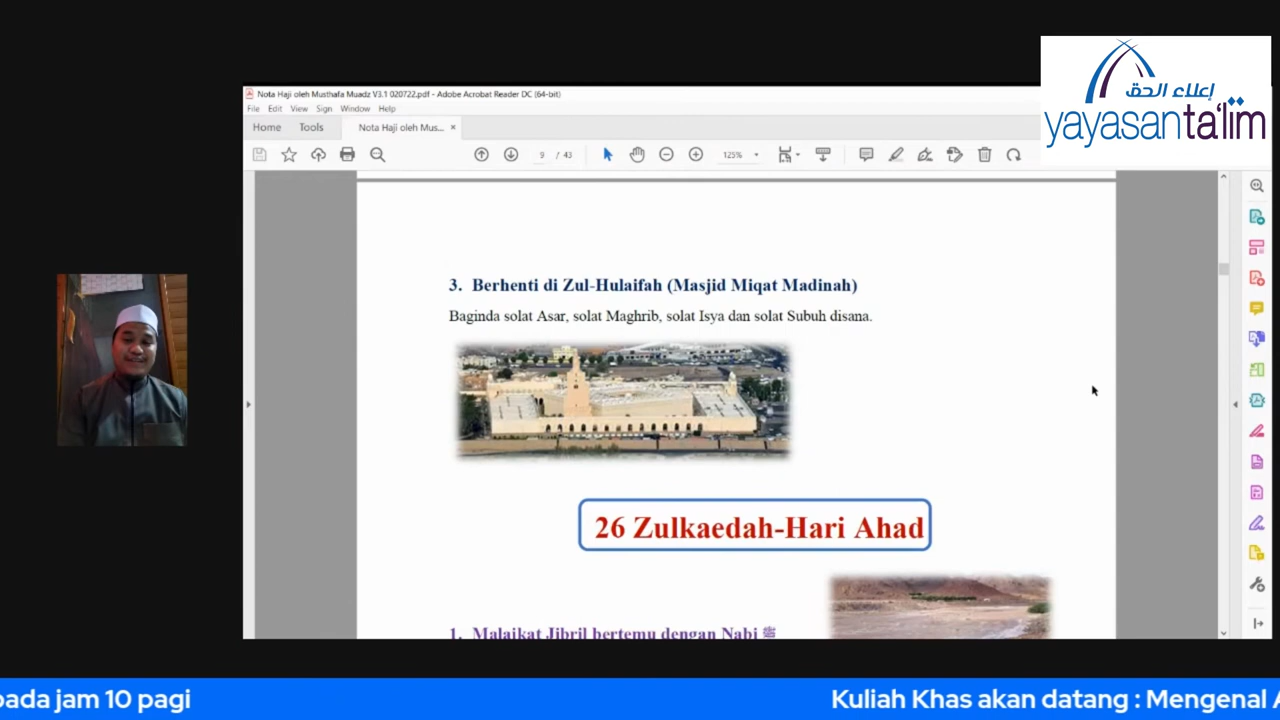 إعلاء الحق
yayasanta'lim
Nota Haji oleh Musthafa Muadz V3.1 020722.pdf - Adobe Acrobat Reader DC (64-bit)
File Edit View Sign Window Help
Home Tools Nota Haji oleh Mus... ×
9 / 43 125%
3. Berhenti di Zul-Hulaifah (Masjid Miqat Madinah)
Baginda solat Asar, solat Maghrib, solat Isya dan solat Subuh disana.
26 Zulkaedah-Hari Ahad
1. Malaikat Jibril bertemu dengan Nabi ﷺ
pada jam 10 pagi Kuliah Khas akan datang : Mengenal A